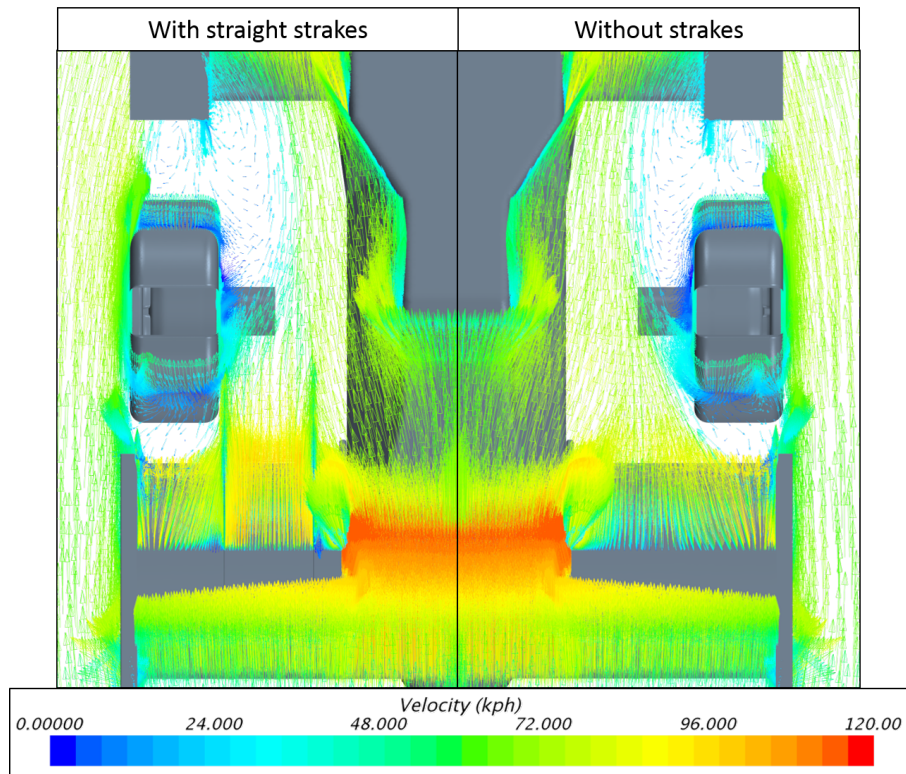 With straight strakes
Without strakes
Velocity (kph)
0.00000 24.000 48.000 72.000 96.000 120.00